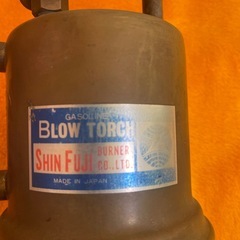 GASOLINE
BLOW TORCH
SHIN FUJI BURNER CO., LTD.
MADE IN JAPAN